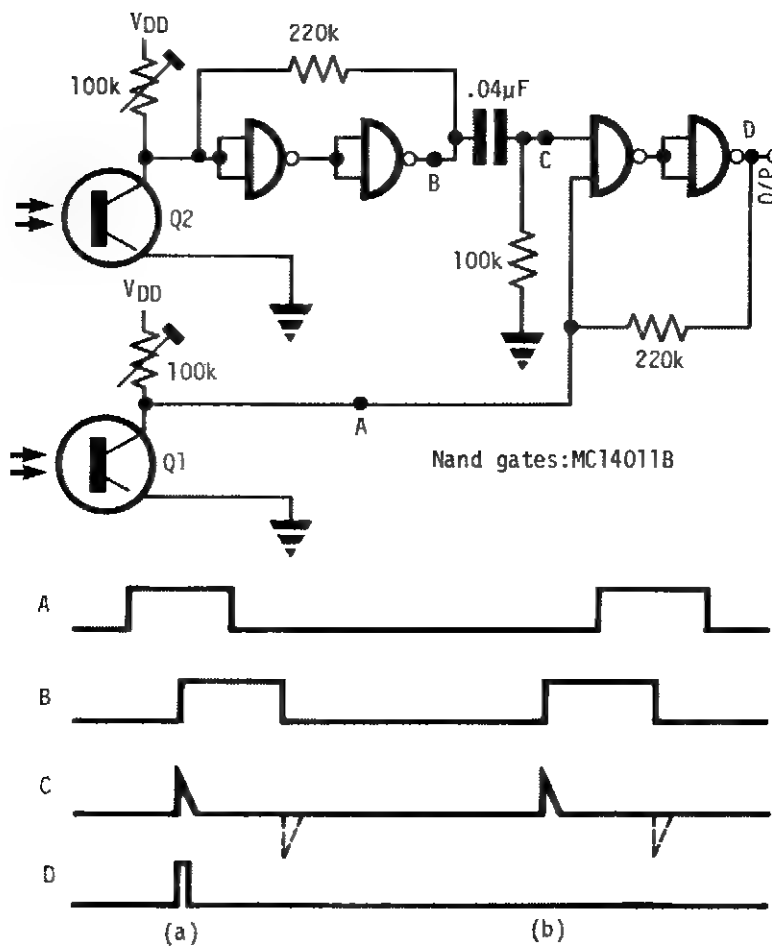 VDD
220k
100k
.04µF
B
C
D
O/P
Q2
100k
VDD
220k
100k
A
Q1
Nand gates:MC14011B
A
B
C
D
(a)
(b)